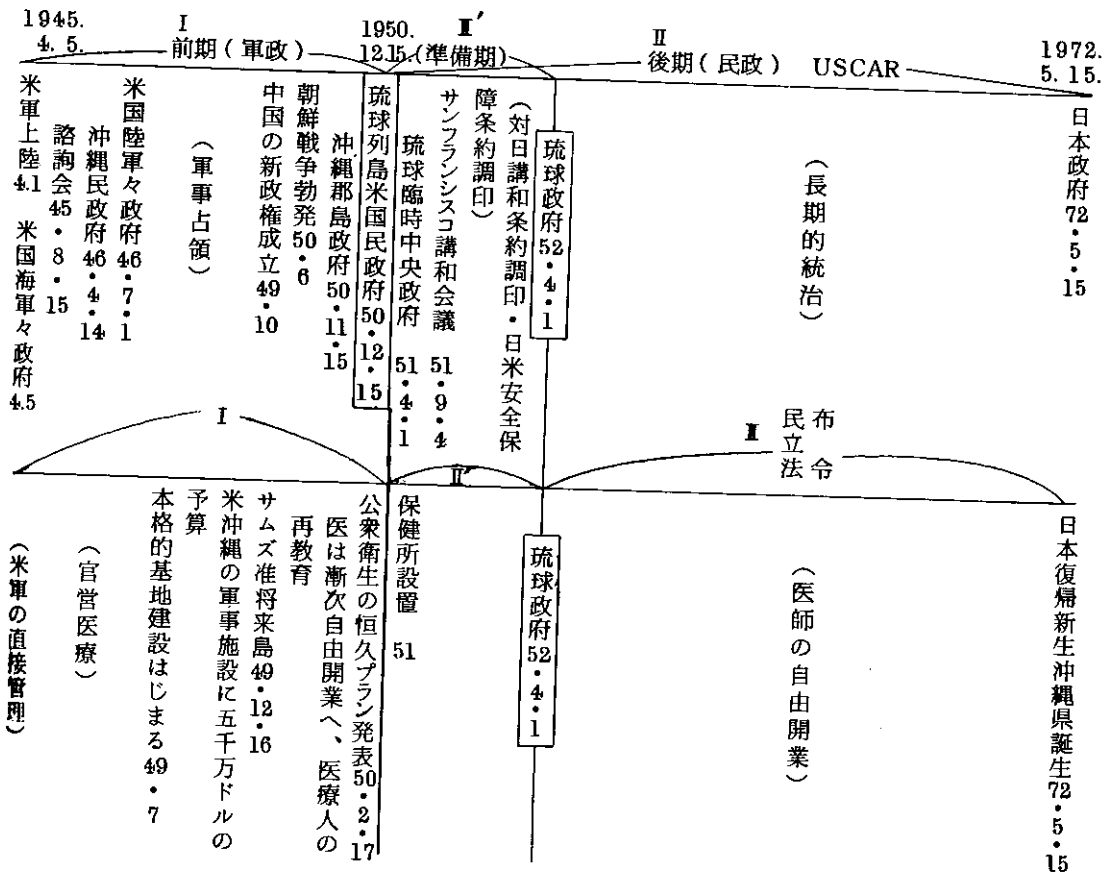 1945.
4. 5.
I
前期(軍政)
1950.
12.15.
II′
(準備期)
II
後期(民政) USCAR
1972.
5. 15.
米軍上陸4.1 米国海軍々政府4.5
諮詢会45・8・15
沖縄民政府46・4・14
米国陸軍々政府46・7・1
(軍事占領)
中国の新政権成立49・10
朝鮮戦争勃発50・6
沖縄郡島政府50・11・15
琉球列島米国民政府50・12・15
琉球臨時中央政府 51・4・1
サンフランシスコ講和会議 51・9・4
(対日講和条約調印・日米安全保
障条約調印)
琉球政府52・4・1
(長期的統治)
日本政府72・5・15
I
II′
II
布令
民立法
(米軍の直接管理)
(官営医療)
本格的基地建設はじまる49・7
米沖縄の軍事施設に五千万ドルの
予算
サムズ准将来島49・12・16
公衆衛生の恒久プラン発表50・2・17
医は漸次自由開業へ、医療人の
再教育
保健所設置 51
琉球政府52・4・1
(医師の自由開業)
日本復帰新生沖縄県誕生72・5・15